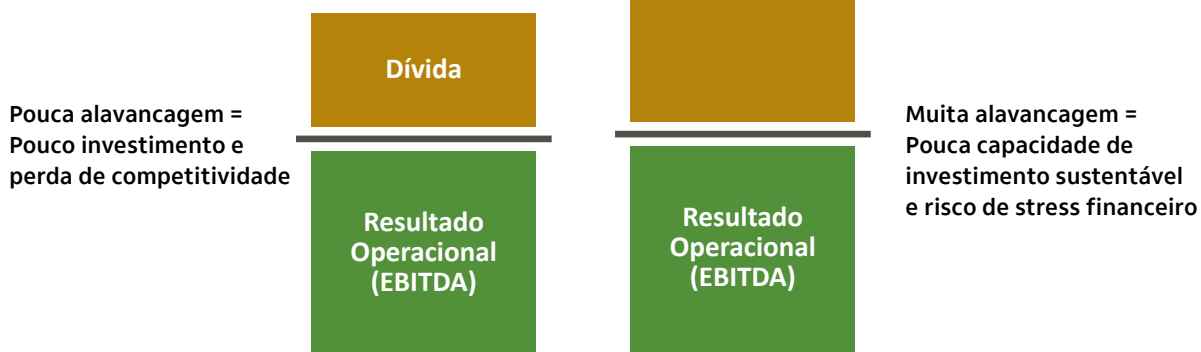 Pouca alavancagem =
Pouco investimento e
perda de competitividade
Dívida
Resultado
Operacional
(EBITDA)
Resultado
Operacional
(EBITDA)
Muita alavancagem =
Pouca capacidade de
investimento sustentável
e risco de stress financeiro